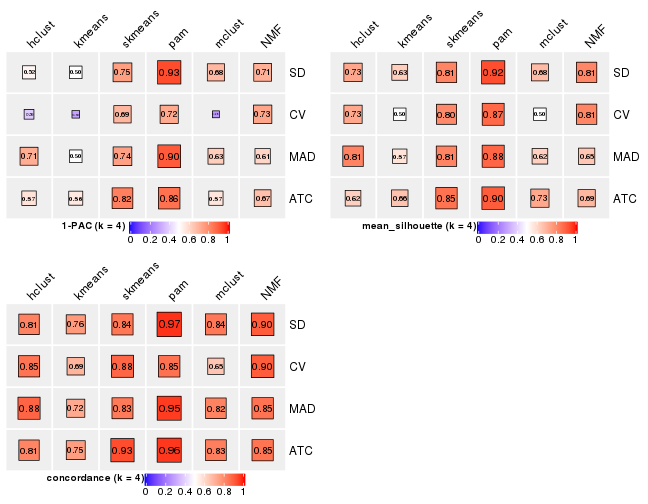 hclust kmeans skmeans pam mclust NMF
0.52 0.50 0.75 0.93 0.68 0.71 SD
0.69 0.72 0.73 CV
0.71 0.50 0.74 0.90 0.63 0.61 MAD
0.57 0.56 0.82 0.86 0.57 0.67 ATC
1-PAC (k = 4)
0 0.2 0.4 0.6 0.8 1
hclust kmeans skmeans pam mclust NMF
0.73 0.63 0.81 0.92 0.68 0.81 SD
0.73 0.50 0.80 0.87 0.50 0.81 CV
0.81 0.57 0.81 0.88 0.62 0.65 MAD
0.62 0.66 0.85 0.90 0.73 0.69 ATC
mean_silhouette (k = 4)
0 0.2 0.4 0.6 0.8 1
hclust kmeans skmeans pam mclust NMF
0.81 0.76 0.84 0.97 0.84 0.90 SD
0.85 0.69 0.88 0.85 0.65 0.90 CV
0.88 0.72 0.83 0.95 0.82 0.85 MAD
0.81 0.75 0.93 0.96 0.83 0.85 ATC
concordance (k = 4)
0 0.2 0.4 0.6 0.8 1